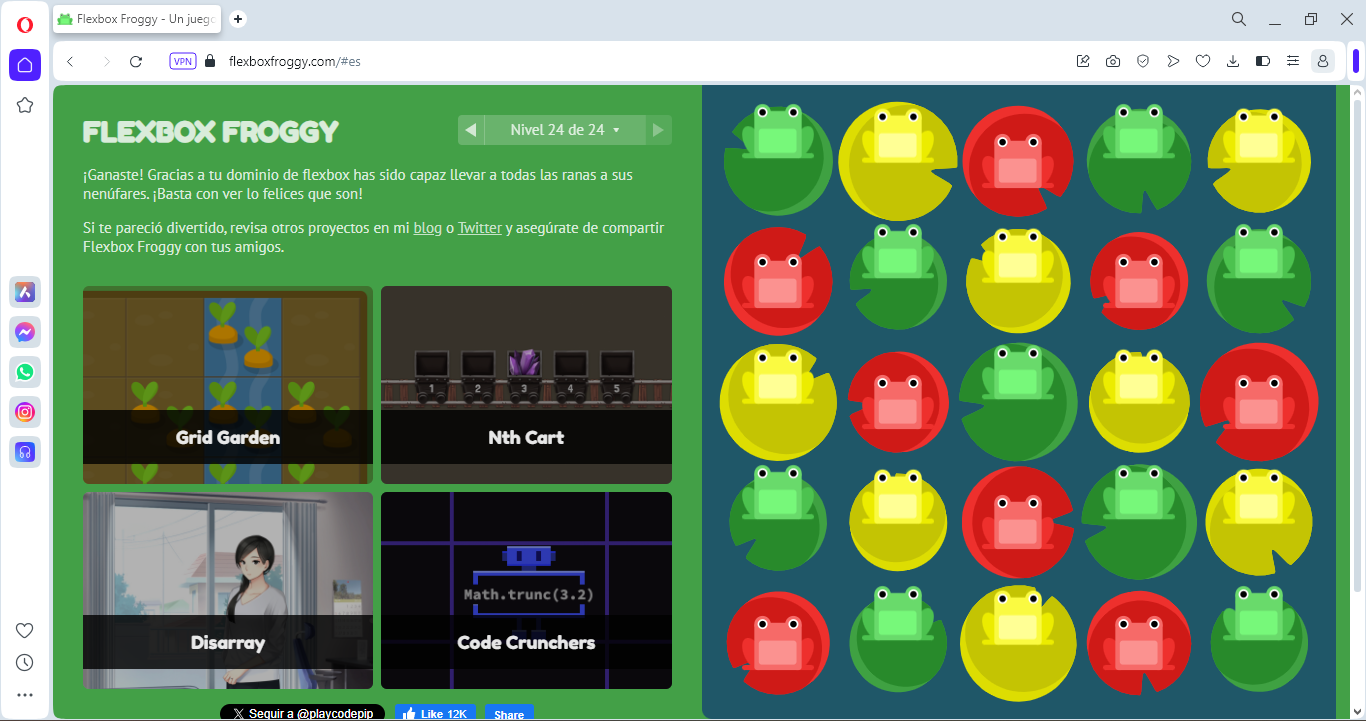 Flexbox Froggy - Un juego
VPN
flexboxfroggy.com/#es
FLEXBOX FROGGY
Nivel 24 de 24
¡Ganaste! Gracias a tu dominio de flexbox has sido capaz llevar a todas las ranas a sus
nenúfares. ¡Basta con ver lo felices que son!
Si te pareció divertido, revisa otros proyectos en mi blog o Twitter y asegúrate de compartir
Flexbox Froggy con tus amigos.
Grid Garden
1 2 3 4 5
Nth Cart
Disarray
Math.trunc(3.2)
Code Crunchers
Seguir a @playcodepip
Like 12K
Share